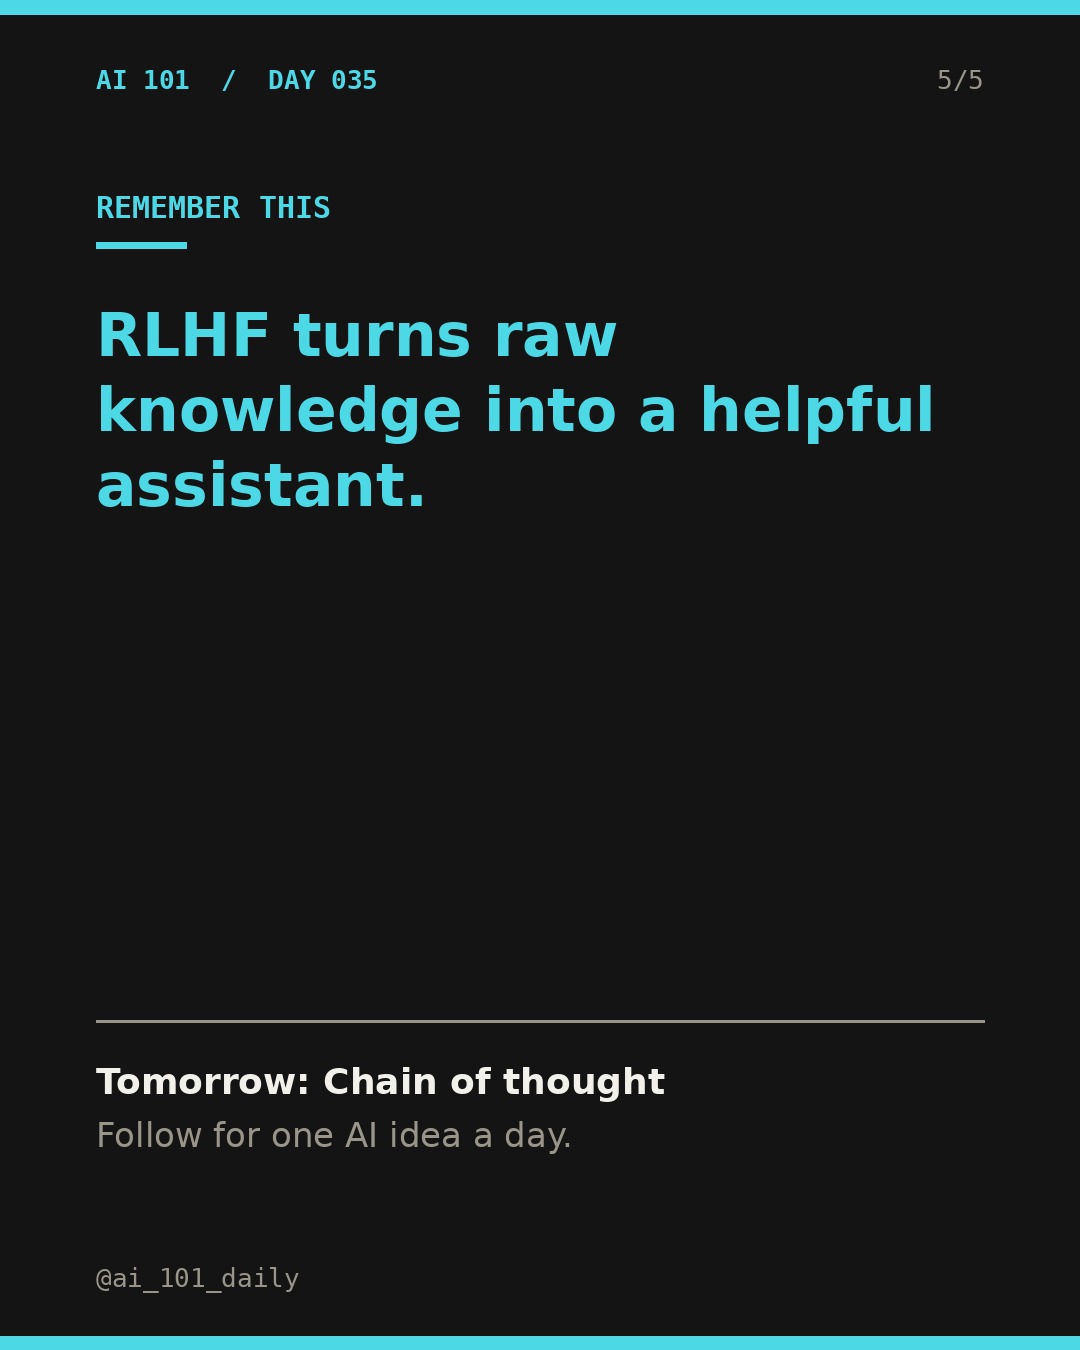 AI 101  /  DAY 035
5/5
REMEMBER THIS
RLHF turns raw
knowledge into a helpful
assistant.
Tomorrow: Chain of thought
Follow for one AI idea a day.
@ai_101_daily